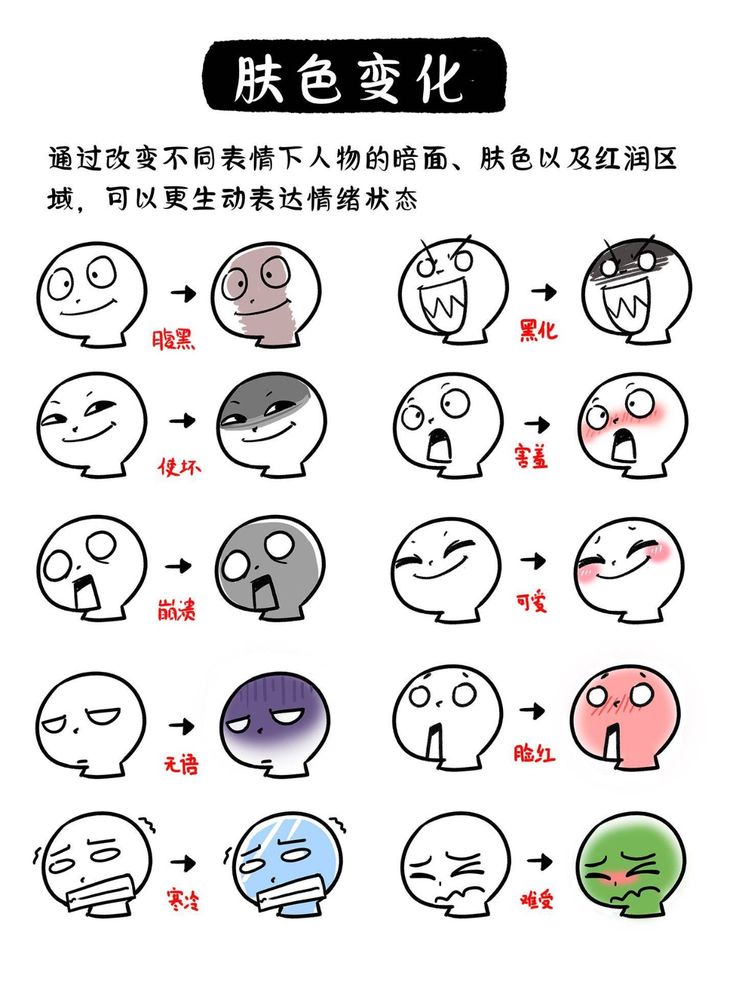 肤色变化
通过改变不同表情下人物的暗面、肤色以及红润区
域，可以更生动表达情绪状态
腹黑
黑化
使坏
害羞
崩溃
可爱
无语
脸红
寒冷
难受